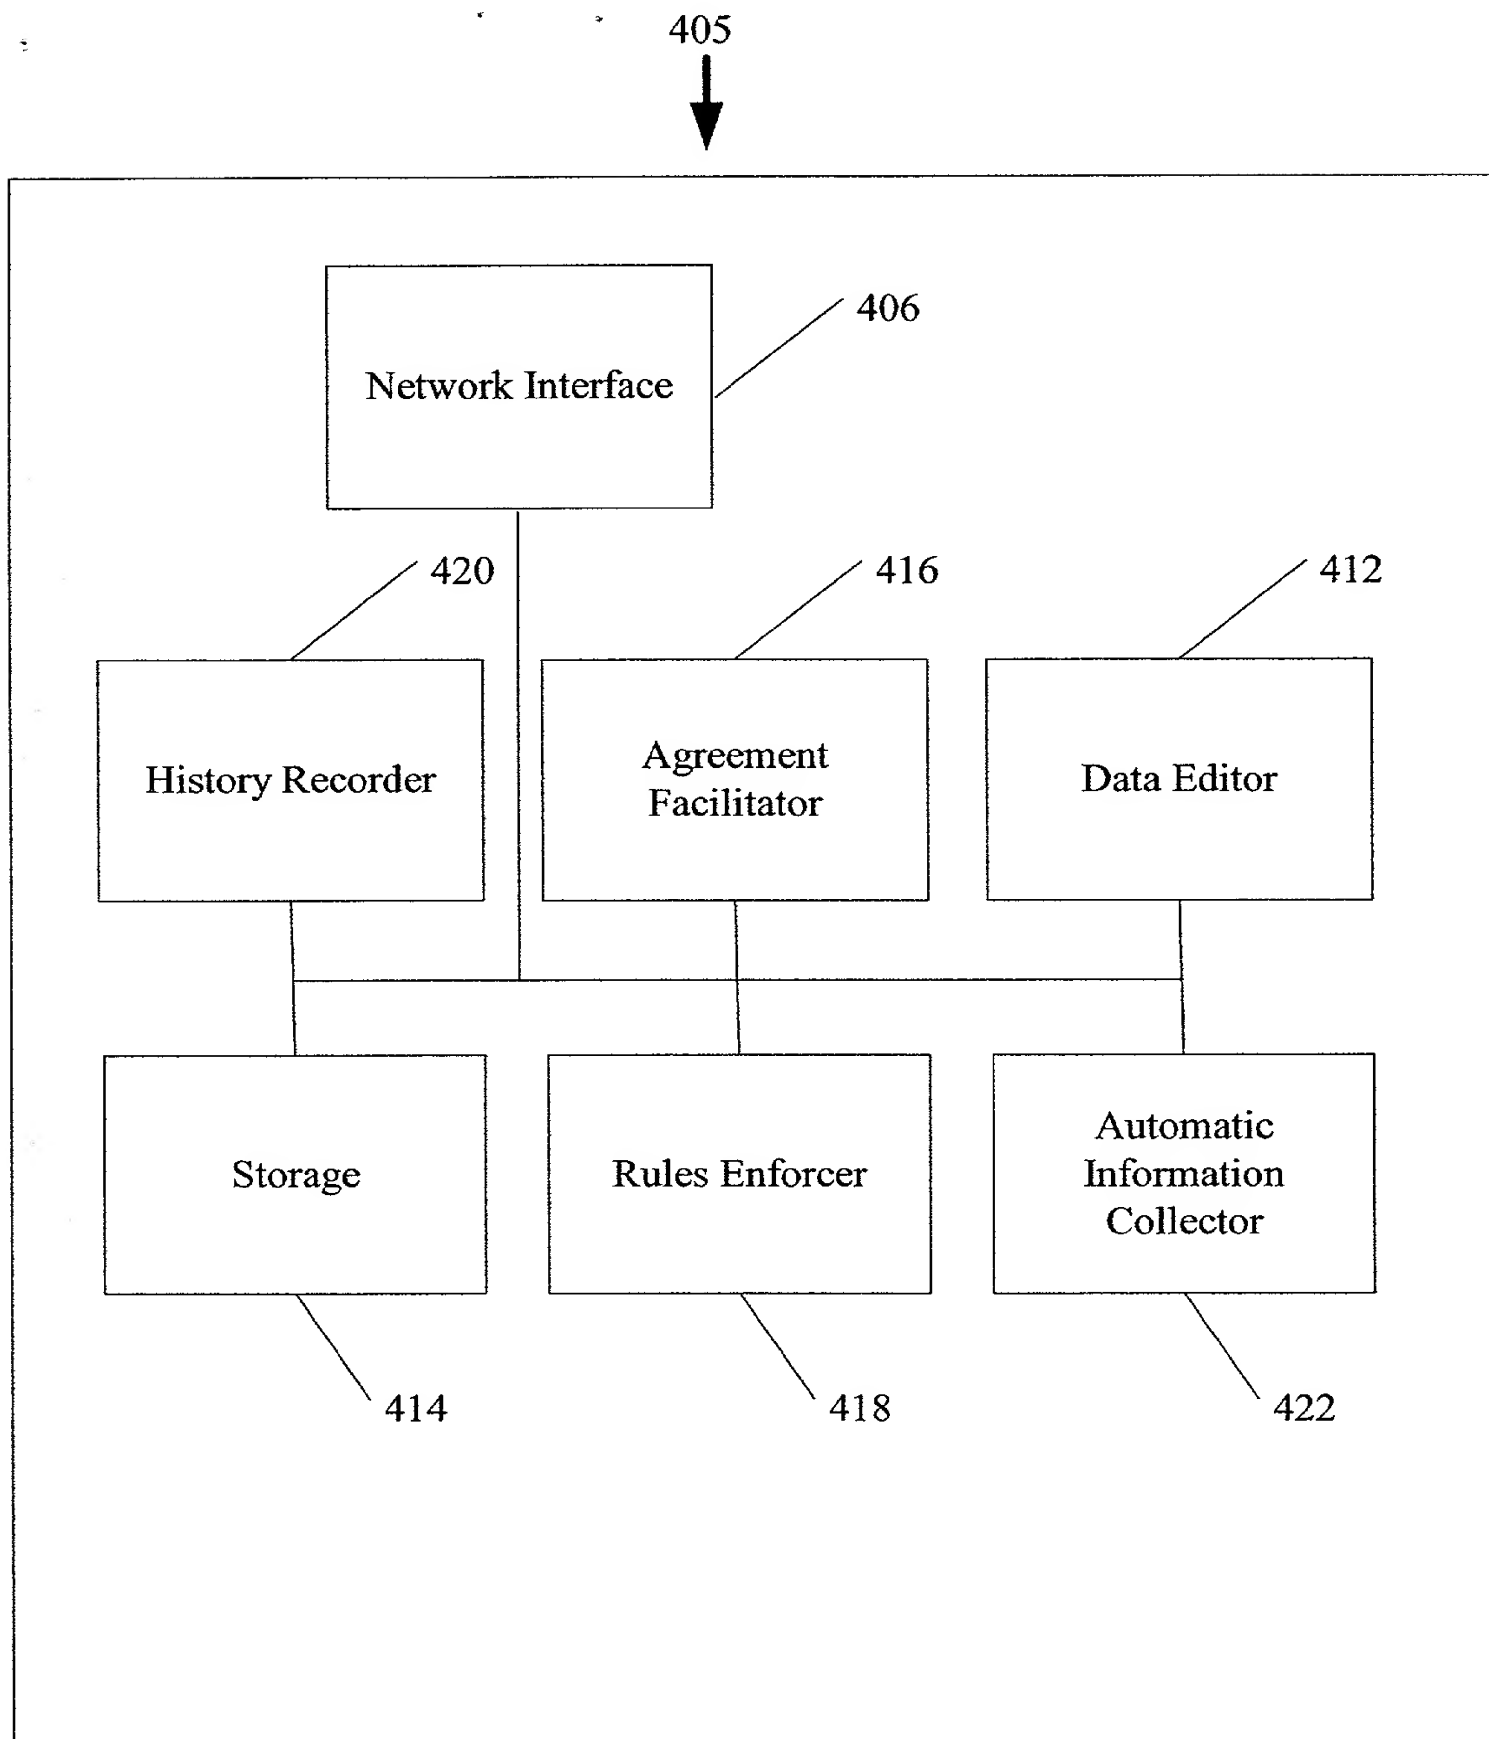 405
406
Network Interface
420
416
412
History Recorder
Agreement
Facilitator
Data Editor
Storage
Rules Enforcer
Automatic
Information
Collector
414
418
422